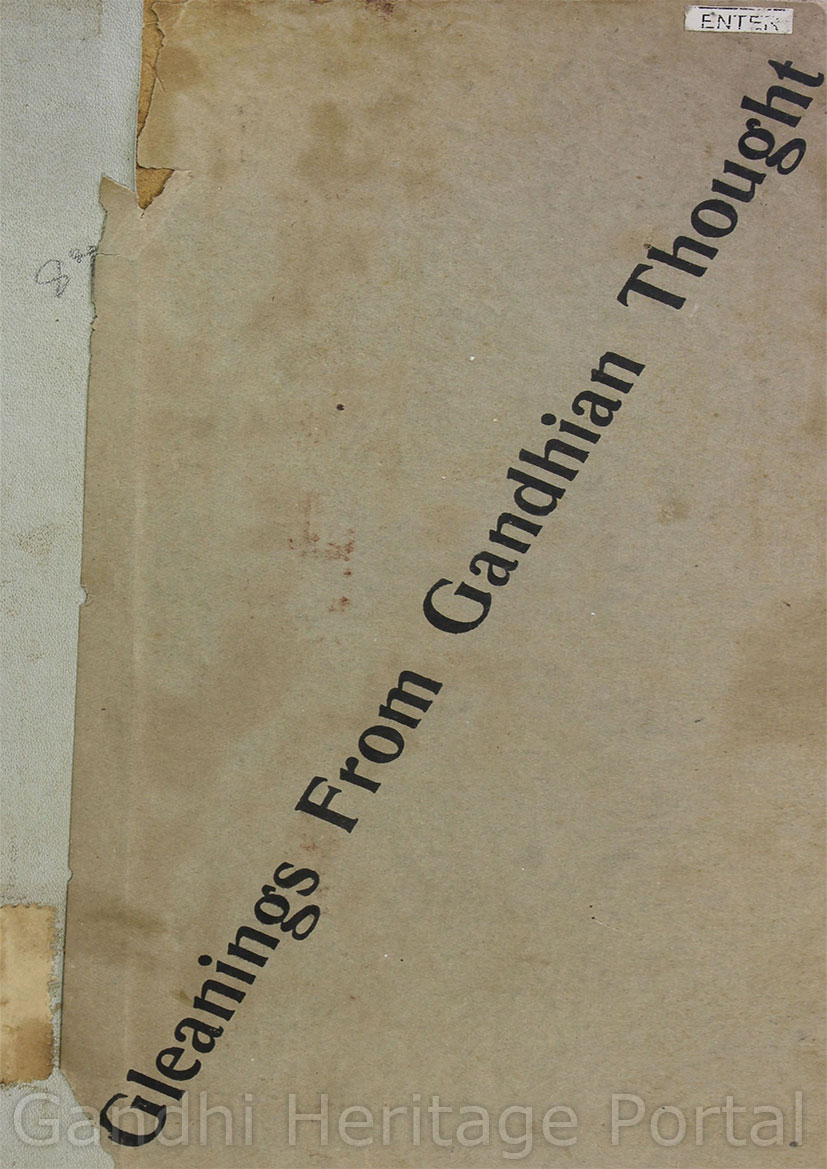 ENTER
Gleanings From Gandhian Thought
Gandhi Heritage Portal